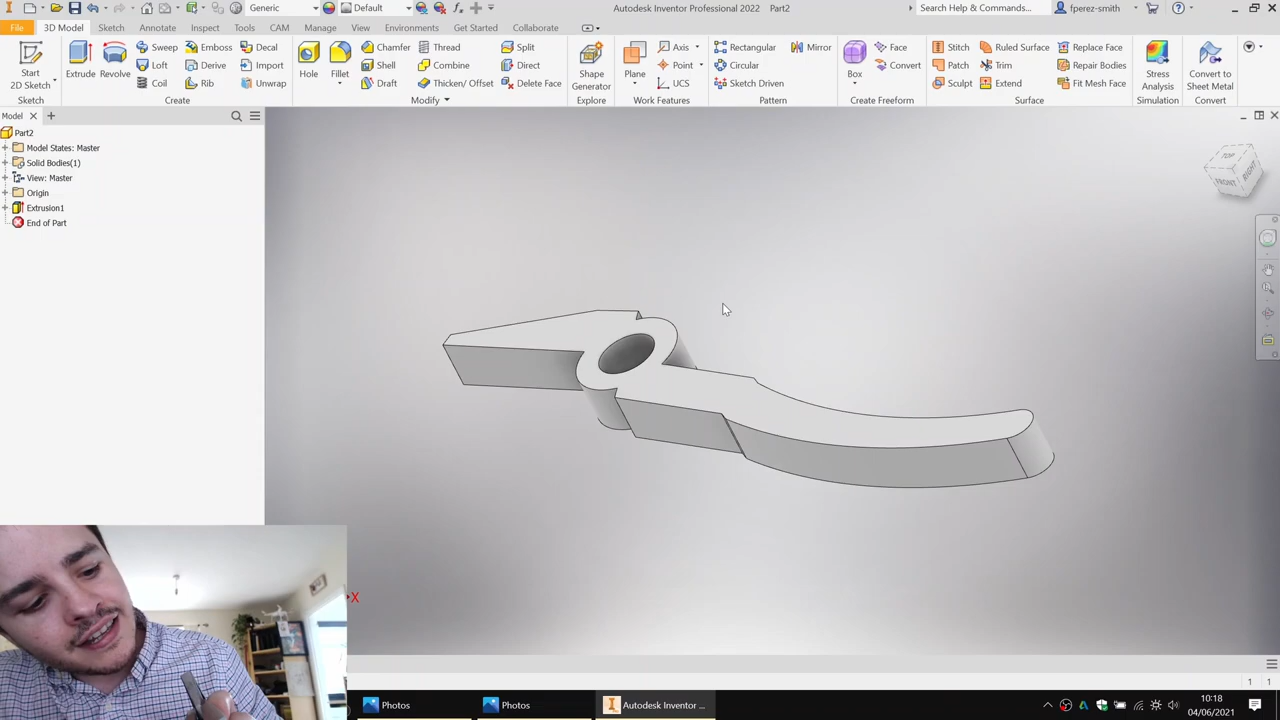 Generic
Default
Autodesk Inventor Professional 2022 Part2
Search Help & Commands...
fperez-smith
File 3D Model Sketch Annotate Inspect Tools CAM Manage View Environments Get Started Collaborate
Start
2D Sketch
Sketch
Extrude
Revolve
Sweep
Loft
Coil
Emboss
Derive
Rib
Decal
Import
Unwrap
Create
Hole
Fillet
Chamfer
Shell
Draft
Thread
Combine
Thicken/ Offset
Split
Direct
Delete Face
Modify
Shape
Generator
Explore
Plane
Axis
Point
UCS
Work Features
Rectangular
Circular
Sketch Driven
Mirror
Pattern
Box
Face
Convert
Create Freeform
Stitch
Patch
Sculpt
Ruled Surface
Trim
Extend
Replace Face
Repair Bodies
Fit Mesh Face
Surface
Stress
Analysis
Simulation
Convert to
Sheet Metal
Convert
Model
Part2
Model States: Master
Solid Bodies(1)
View: Master
Origin
Extrusion1
End of Part
TOP
FRONT
RIGHT
X
1 1
Photos
Photos
Autodesk Inventor ...
10:18
04/06/2021